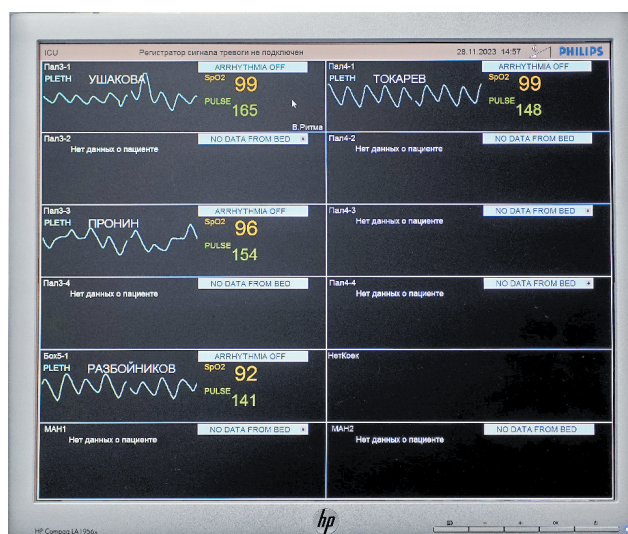 ICU Регистратор сигнала тревоги не подключен 28.11.2023 14:57 PHILIPS
Пал3-1 ARRHYTHMIA OFF
PLETH УШАКОВА SpO2 99
PULSE 165
В.Ритма
Пал4-1 ARRHYTHMIA OFF
PLETH ТОКАРЕВ SpO2 99
PULSE 148
Пал3-2 NO DATA FROM BED
Нет данных о пациенте
Пал4-2 NO DATA FROM BED
Нет данных о пациенте
Пал3-3 ARRHYTHMIA OFF
PLETH ПРОНИН SpO2 96
PULSE 154
Пал4-3 NO DATA FROM BED
Нет данных о пациенте
Пал3-4 NO DATA FROM BED
Нет данных о пациенте
Пал4-4 NO DATA FROM BED
Нет данных о пациенте
Бох5-1 ARRHYTHMIA OFF
PLETH РАЗБОЙНИКОВ SpO2 92
PULSE 141
НетКоек
МАН1 NO DATA FROM BED
Нет данных о пациенте
МАН2 NO DATA FROM BED
Нет данных о пациенте
hp
HP Compaq LA1956x